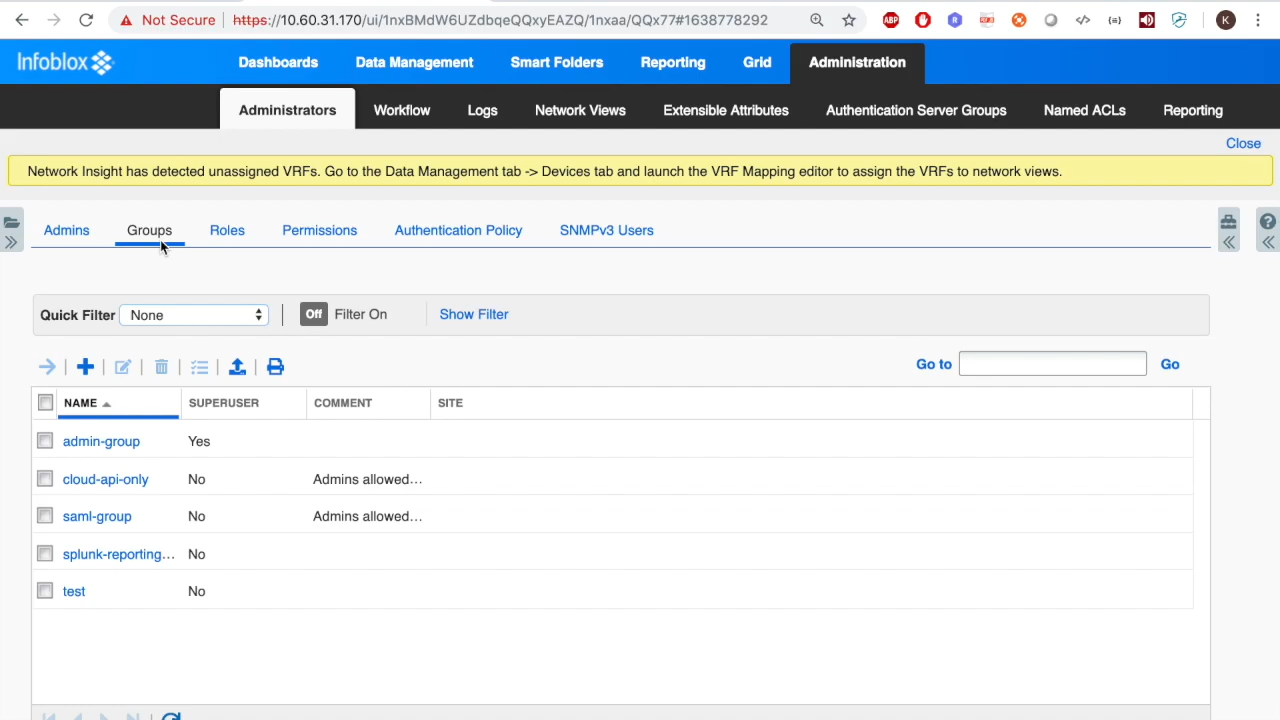 Not Secure https://10.60.31.170/ui/1nxBMdW6UZdbqeQQxyEAZQ/1nxaa/QQx77#1638778292 ABP R K
Infoblox Dashboards Data Management Smart Folders Reporting Grid Administration
Administrators Workflow Logs Network Views Extensible Attributes Authentication Server Groups Named ACLs Reporting
Close
Network Insight has detected unassigned VRFs. Go to the Data Management tab -> Devices tab and launch the VRF Mapping editor to assign the VRFs to network views.
Admins Groups Roles Permissions Authentication Policy SNMPv3 Users
Quick Filter None Off Filter On Show Filter
Go to Go
NAME SUPERUSER COMMENT SITE
admin-group Yes
cloud-api-only No Admins allowed...
saml-group No Admins allowed...
splunk-reporting... No
test No